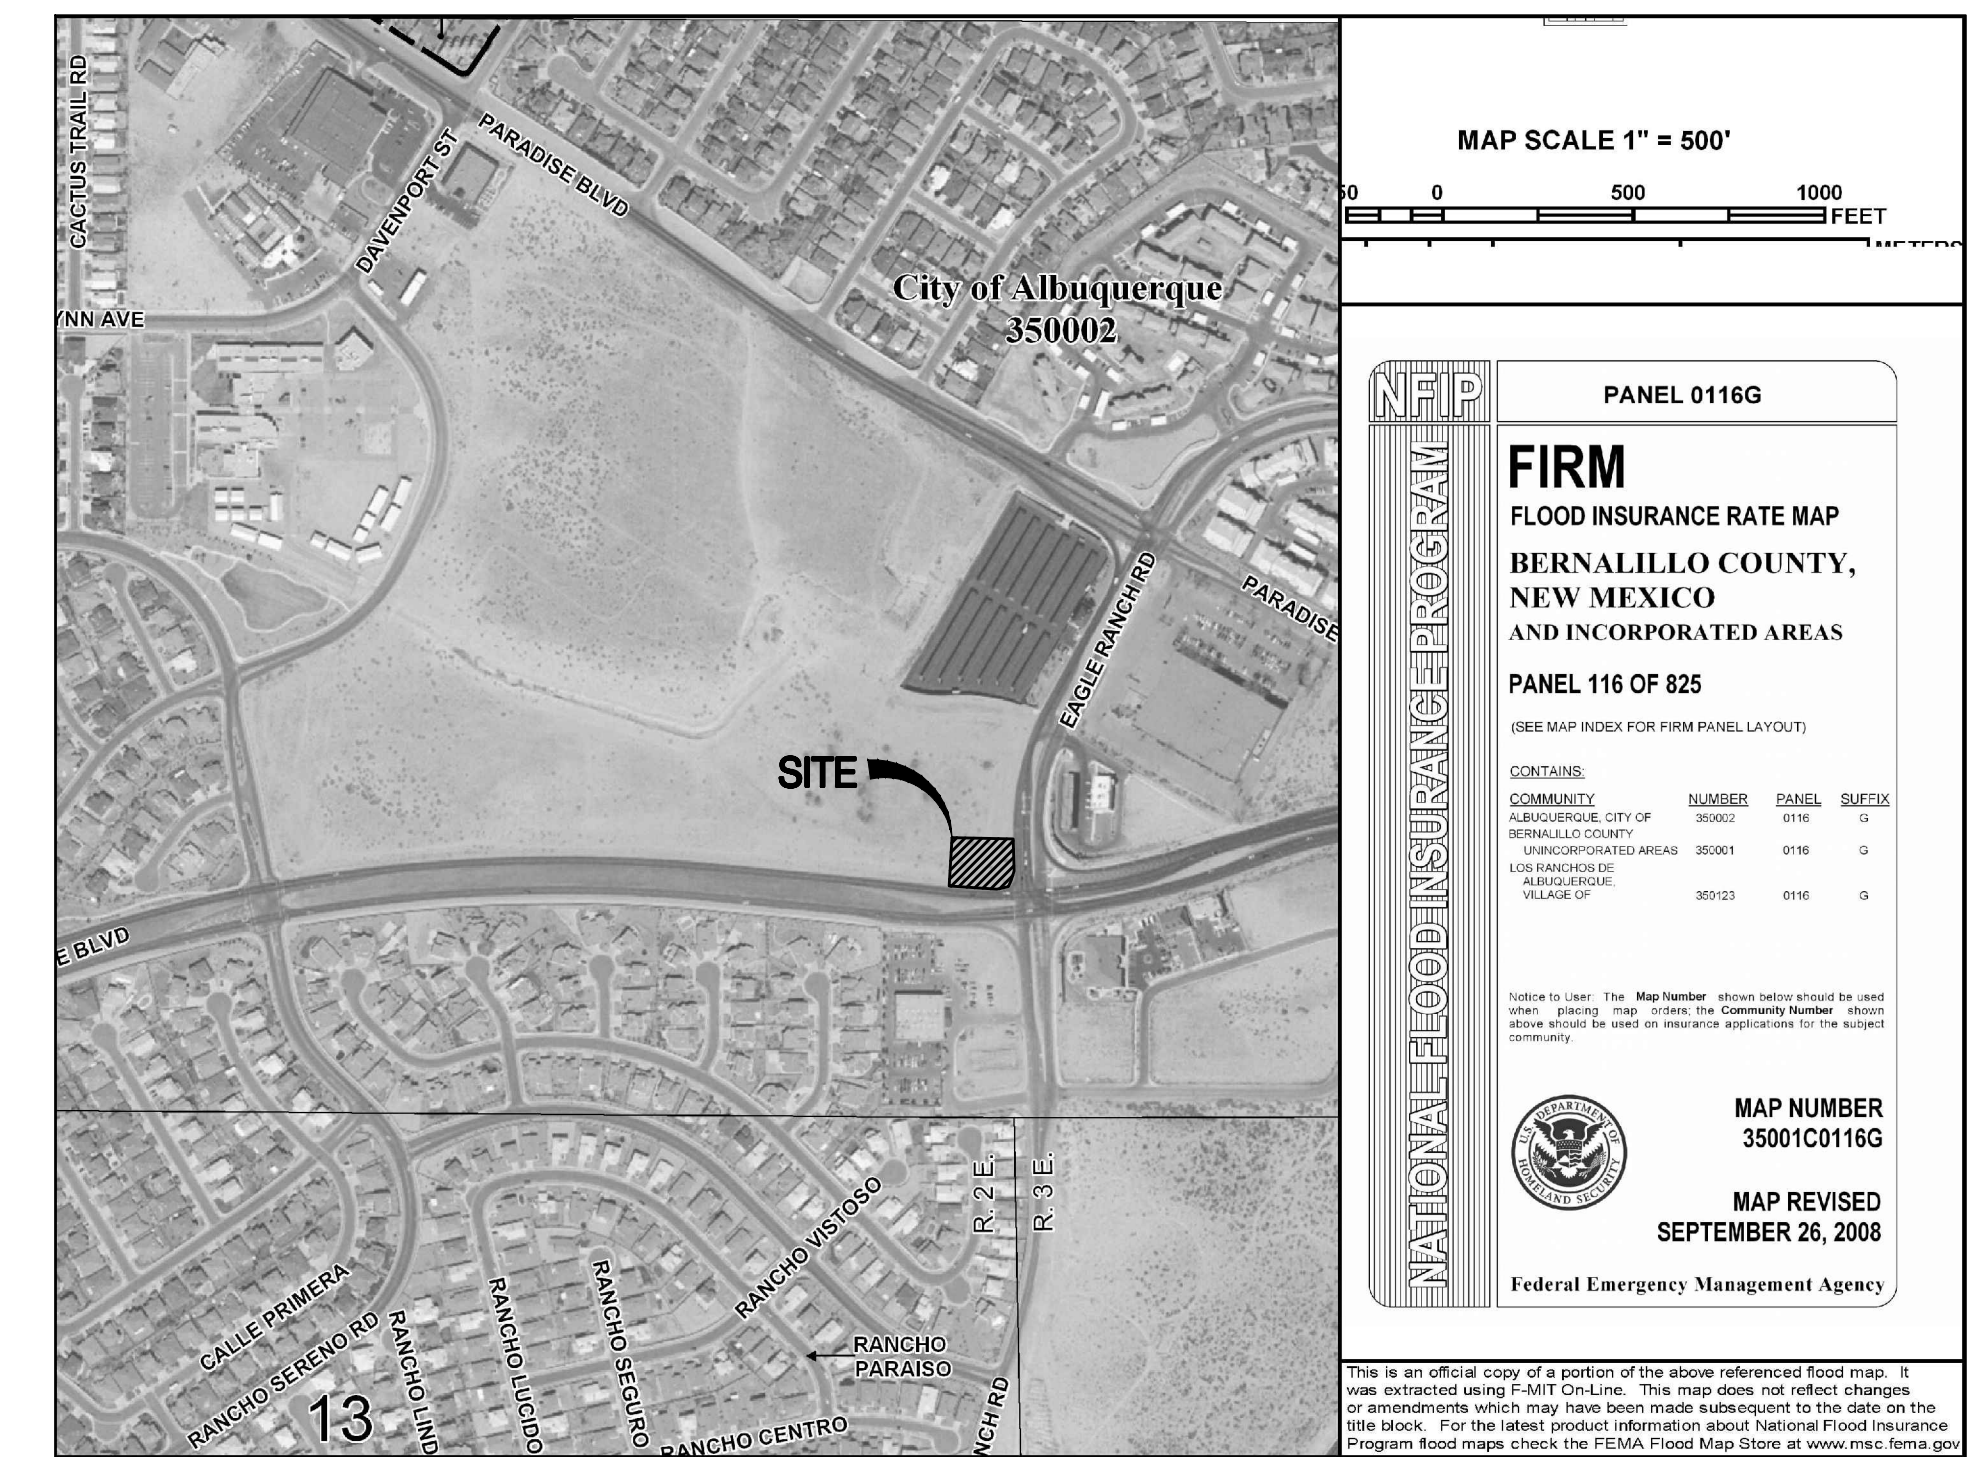 CACTUS TRAIL RD
DAVENPORT ST
PARADISE BLVD
City of Albuquerque
350002
YNN AVE
EAGLE RANCH RD
PARADISE
SITE
E BLVD
R. 2 E.
R. 3 E.
RANCHO VISTOSO
CALLE PRIMERA
RANCHO SERENO RD
RANCHO LIND
RANCHO LUCIDO
RANCHO SEGURO
RANCHO
PARAISO
13
RANCHO CENTRO
NCH RD
MAP SCALE 1" = 500'
50 0 500 1000
FEET
METERS
NFIP
PANEL 0116G
NATIONAL FLOOD INSURANCE PROGRAM
FIRM
FLOOD INSURANCE RATE MAP
BERNALILLO COUNTY,
NEW MEXICO
AND INCORPORATED AREAS
PANEL 116 OF 825
(SEE MAP INDEX FOR FIRM PANEL LAYOUT)
CONTAINS:
COMMUNITY NUMBER PANEL SUFFIX
ALBUQUERQUE, CITY OF 350002 0116 G
BERNALILLO COUNTY
UNINCORPORATED AREAS 350001 0116 G
LOS RANCHOS DE
ALBUQUERQUE,
VILLAGE OF 350123 0116 G
Notice to User: The Map Number shown below should be used
when placing map orders; the Community Number shown
above should be used on insurance applications for the subject
community.
U.S. DEPARTMENT OF HOMELAND SECURITY
MAP NUMBER
35001C0116G
MAP REVISED
SEPTEMBER 26, 2008
Federal Emergency Management Agency
This is an official copy of a portion of the above referenced flood map. It
was extracted using F-MIT On-Line. This map does not reflect changes
or amendments which may have been made subsequent to the date on the
title block. For the latest product information about National Flood Insurance
Program flood maps check the FEMA Flood Map Store at www.msc.fema.gov